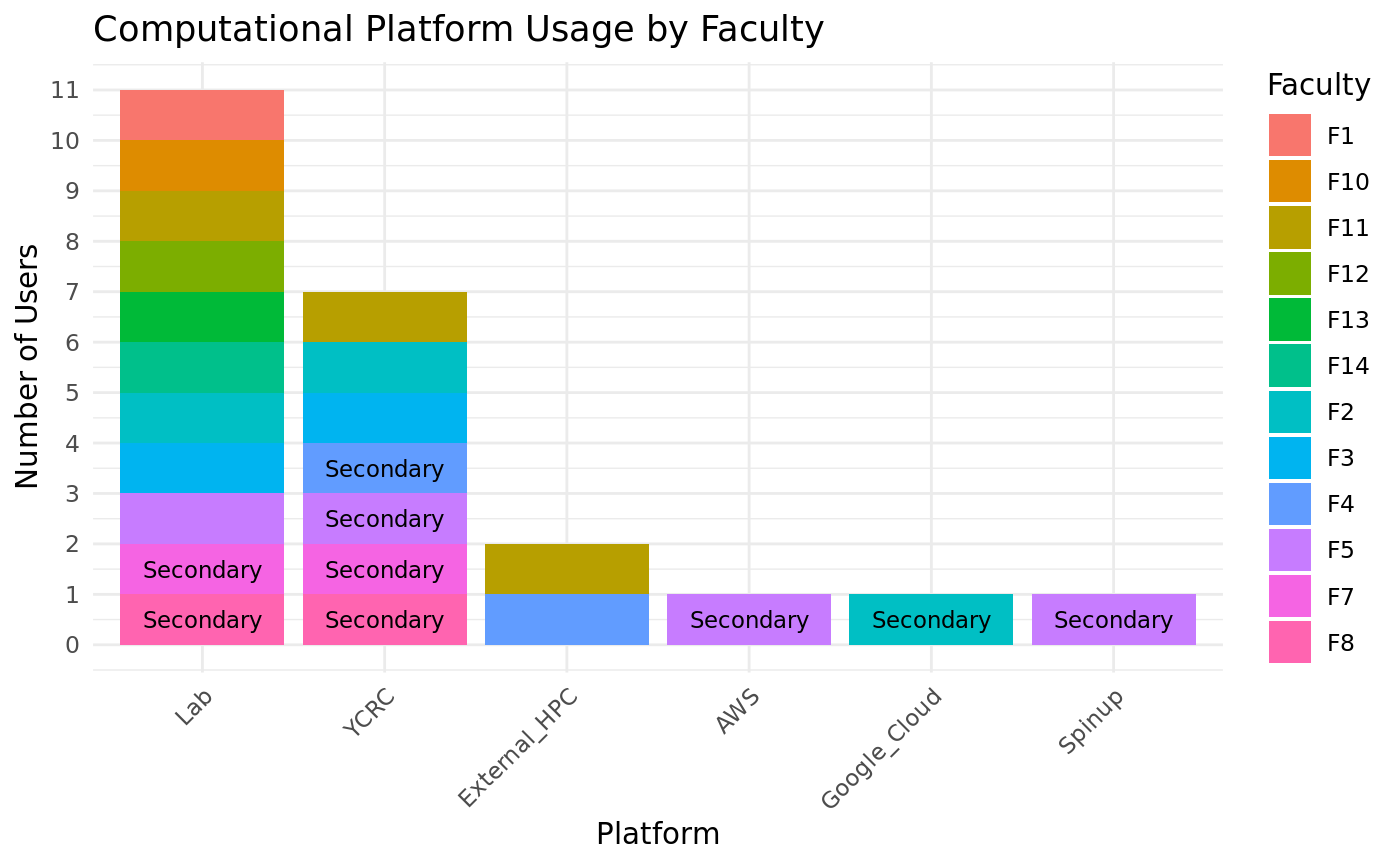 Computational Platform Usage by Faculty
Number of Users
11
10
9
8
7
6
5
4
3
2
1
0
Secondary
Secondary
Secondary
Secondary
Secondary
Secondary
Secondary
Secondary
Secondary
Lab
YCRC
External_HPC
AWS
Google_Cloud
Spinup
Platform
Faculty
F1
F10
F11
F12
F13
F14
F2
F3
F4
F5
F7
F8